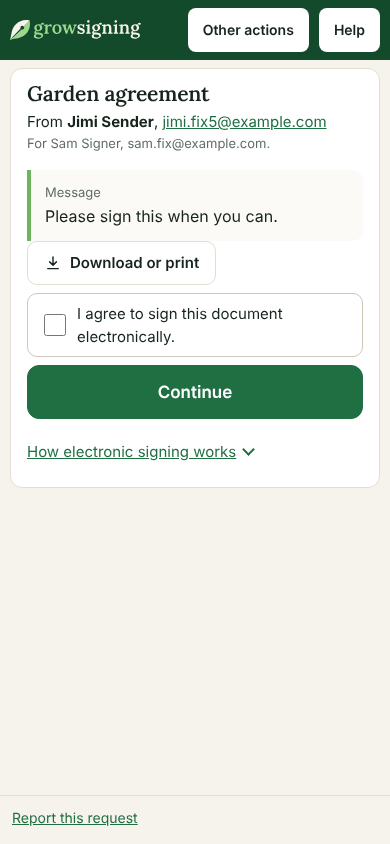 growsigning
Other actions
Help
Garden agreement
From Jimi Sender, jimi.fix5@example.com
For Sam Signer, sam.fix@example.com.
Message
Please sign this when you can.
Download or print
I agree to sign this document
electronically.
Continue
How electronic signing works
Report this request